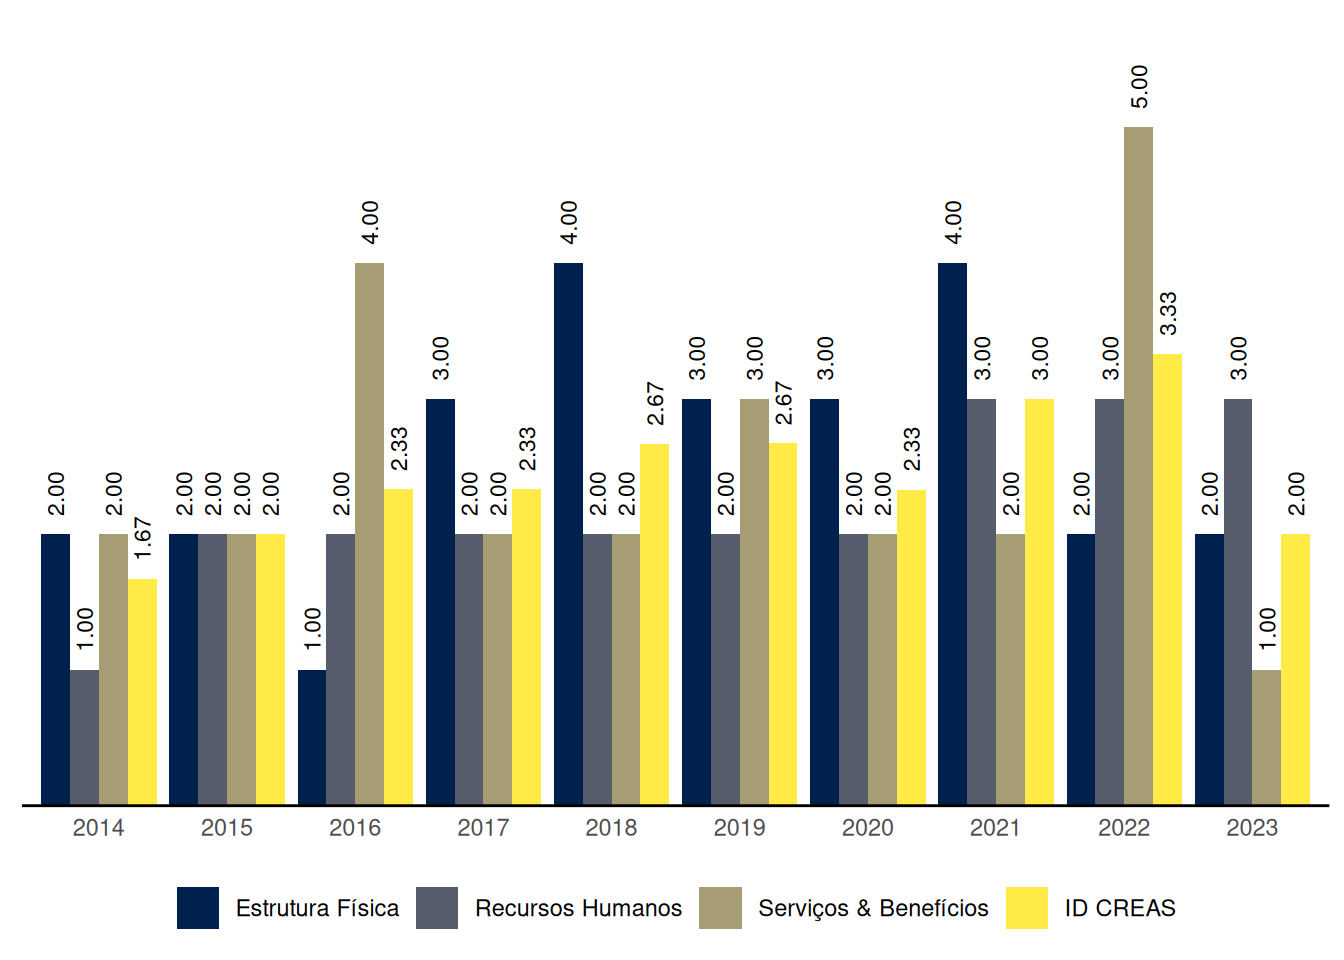 5.00
4.00 4.00 4.00
3.33
3.00 3.00 3.00 3.00 3.00 3.00 3.00 3.00
2.67 2.67
2.33 2.33 2.33
2.00 2.00 2.00 2.00 2.00 2.00 2.00 2.00 2.00 2.00 2.00 2.00 2.00 2.00 2.00 2.00 2.00 2.00 2.00
1.67
1.00 1.00 1.00
2014 2015 2016 2017 2018 2019 2020 2021 2022 2023
Estrutura Física Recursos Humanos Serviços & Benefícios ID CREAS